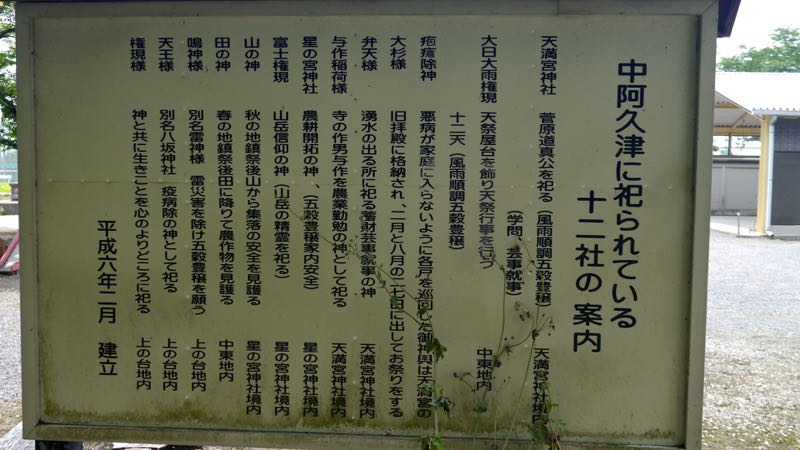 中阿久津に祀られている
十二社の案内
天満宮神社 菅原道真公を祀る（風雨順調五穀豊穣） 天満宮神社境内
（学問、芸事就事）
大日大雨権現 天祭屋台を飾り天祭行事を行う 中東地内
十二天（風雨順調五穀豊穣）
疱瘡除神 悪病が家庭に入らないように各戸を巡回した御神輿は天満宮の
大杉様 旧拝殿に格納され、二月と八月の二十七日に出してお祭りをする
弁天様 湧水の出る所に祀る蓄財芸事就事の神 天満宮神社境内
与作稲荷様 寺の作男与作を農業勤勉の神として祀る 天満宮神社境内
星の宮神社 農耕開拓の神、（五穀豊穣家内安全） 星の宮神社境内
富士権現 山岳信仰の神（山岳の精霊を祀る） 星の宮神社境内
山の神 秋の地鎮祭後山から集落の安全を見護る 星の宮神社境内
田の神 春の地鎮祭後田に降りて農作物を見護る 中東地内
鳴神様 別名雷神様 雷災害を除け五穀豊穣を願う 上の台地内
天王様 別名八坂神社 疫病除の神として祀る 上の台地内
権現様 神と共に生きことを心のよりどころに祀る 上の台地内
平成六年二月 建立